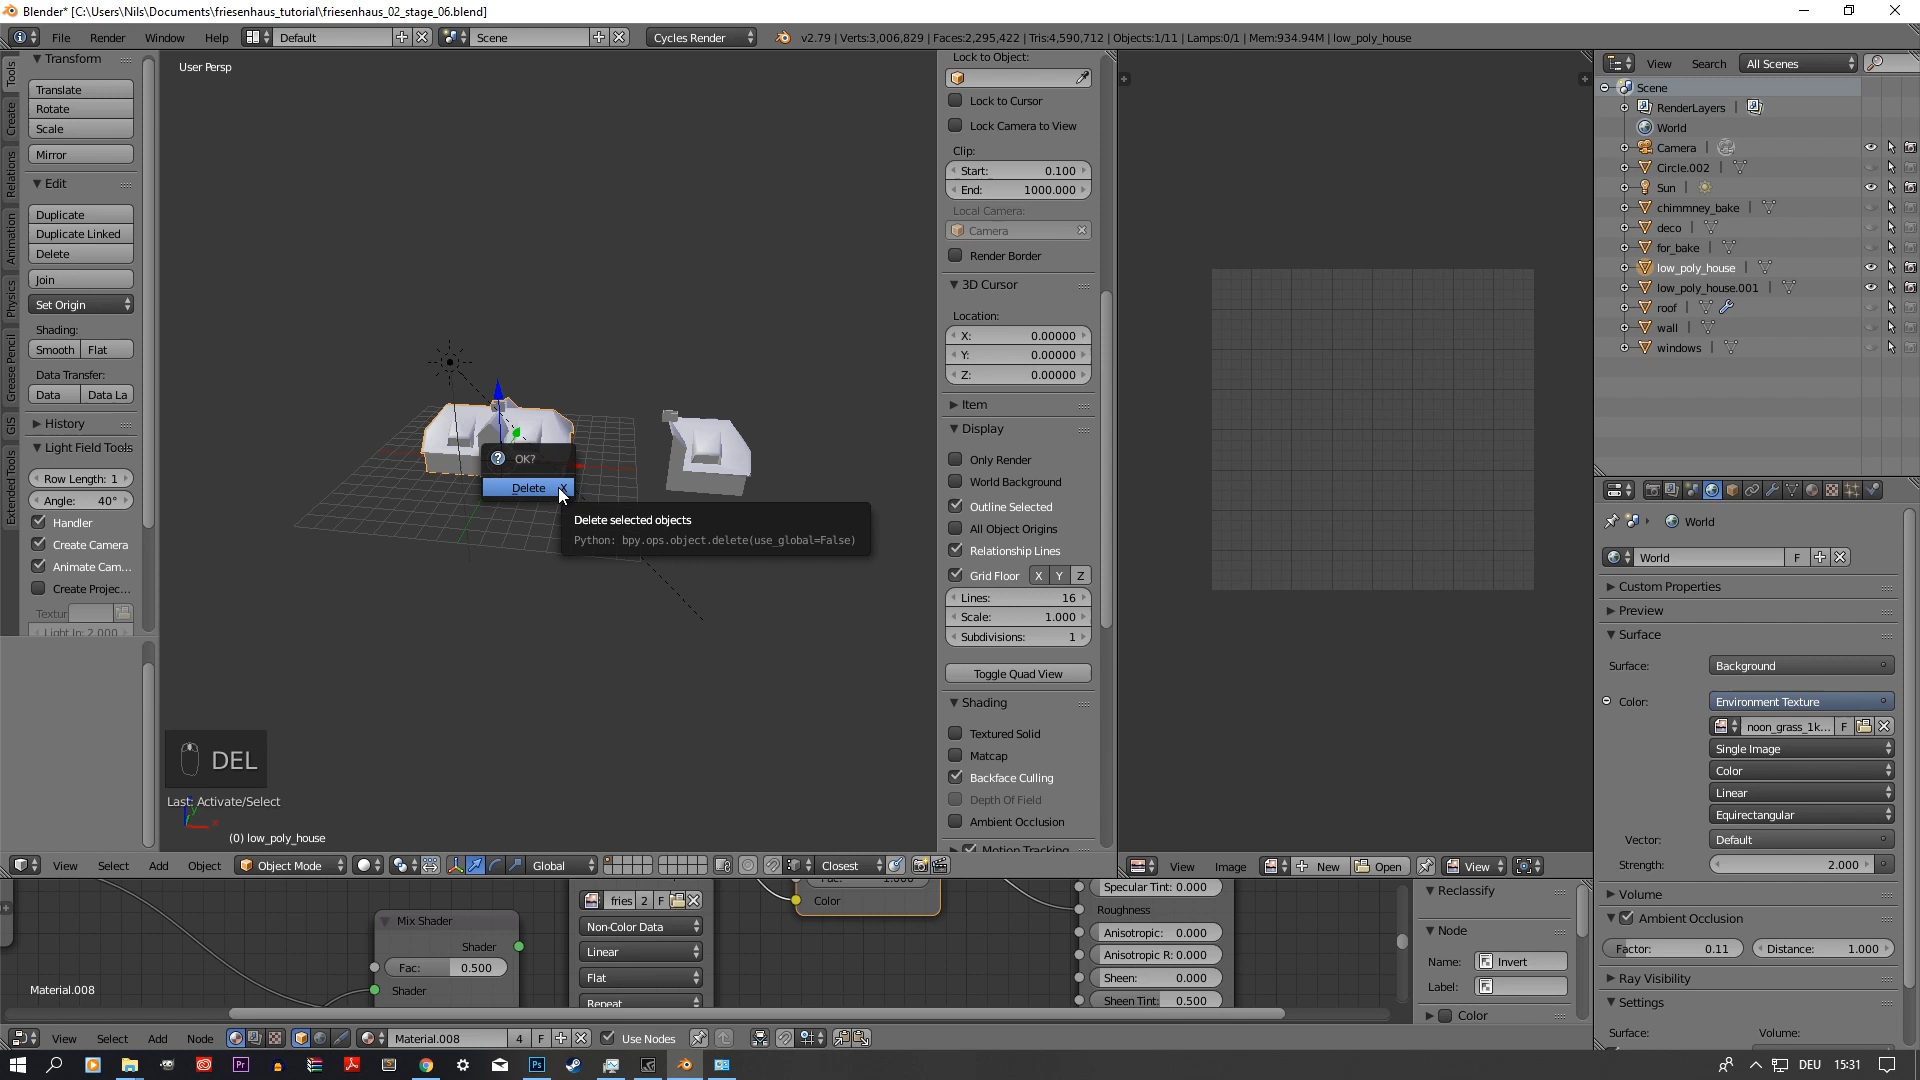 Blender* [C:\Users\Nils\Documents\friesenhaus_tutorial\friesenhaus_02_stage_06.blend]
File Render Window Help Default Scene Cycles Render v2.79 | Verts:3,006,829 | Faces:2,295,422 | Tris:4,590,712 | Objects:1/11 | Lamps:0/1 | Mem:934.94M | low_poly_house
Tools
Create
Relations
Animation
Physics
Grease Pencil
GIS
Extended Tools
Transform
Translate
Rotate
Scale
Mirror
Edit
Duplicate
Duplicate Linked
Delete
Join
Set Origin
Shading:
Smooth Flat
Data Transfer:
Data Data La
History
Light Field Tools
Row Length: 1
Angle: 40°
Handler
Create Camera
Animate Cam...
Create Projec...
Textur
Light In: 2.000
User Persp
OK?
Delete X
Delete selected objects
Python: bpy.ops.object.delete(use_global=False)
DEL
Last: Activate/Select
(0) low_poly_house
Lock to Object:
Lock to Cursor
Lock Camera to View
Clip:
Start: 0.100
End: 1000.000
Local Camera:
Camera
Render Border
3D Cursor
Location:
X: 0.00000
Y: 0.00000
Z: 0.00000
Item
Display
Only Render
World Background
Outline Selected
All Object Origins
Relationship Lines
Grid Floor X Y Z
Lines: 16
Scale: 1.000
Subdivisions: 1
Toggle Quad View
Shading
Textured Solid
Matcap
Backface Culling
Depth Of Field
Ambient Occlusion
Motion Tracking
View Select Add Object Object Mode Global Closest
View Image New Open View
View Search All Scenes
Scene
RenderLayers
World
Camera
Circle.002
Sun
chimmney_bake
deco
for_bake
low_poly_house
low_poly_house.001
roof
wall
windows
World
World F
Custom Properties
Preview
Surface
Surface: Background
Color: Environment Texture
noon_grass_1k... F
Single Image
Color
Linear
Equirectangular
Vector: Default
Strength: 2.000
Volume
Ambient Occlusion
Factor: 0.11 Distance: 1.000
Ray Visibility
Settings
Surface: Volume:
Mix Shader
Shader
Fac: 0.500
Shader
Material.008
fries 2 F
Non-Color Data
Linear
Flat
Repeat
Fac: 1.000
Color
Specular Tint: 0.000
Roughness
Anisotropic: 0.000
Anisotropic R: 0.000
Sheen: 0.000
Sheen Tint: 0.500
Reclassify
Node
Name: Invert
Label:
Color
View Select Add Node Material.008 4 F Use Nodes
DEU 15:31